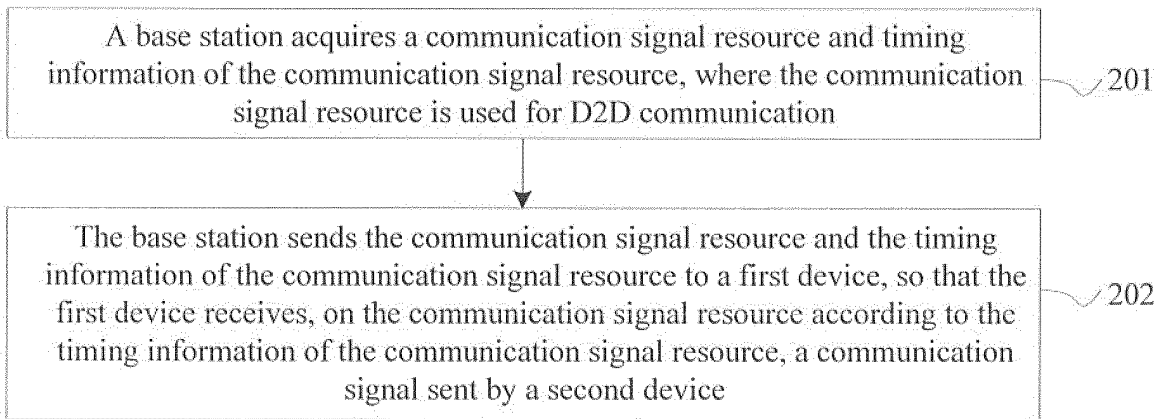 A base station acquires a communication signal resource and timing
information of the communication signal resource, where the communication
signal resource is used for D2D communication
201
The base station sends the communication signal resource and the timing
information of the communication signal resource to a first device, so that the
first device receives, on the communication signal resource according to the
timing information of the communication signal resource, a communication
signal sent by a second device
202